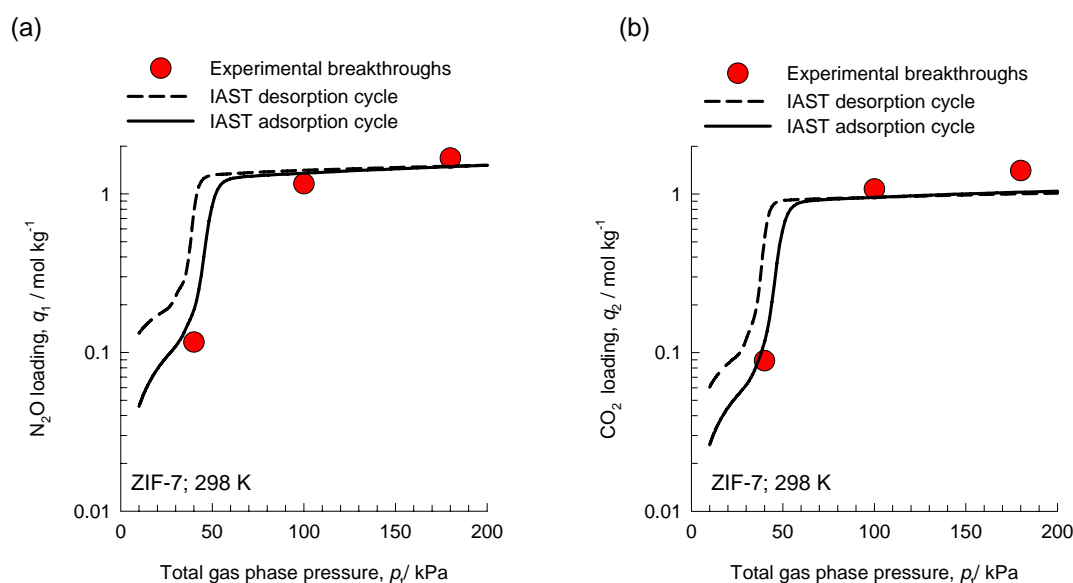 (a)
Experimental breakthroughs
IAST desorption cycle
IAST adsorption cycle
N₂O loading, q₁ / mol kg⁻¹
1
0.1
0.01
ZIF-7; 298 K
0 50 100 150 200
Total gas phase pressure, pₜ/ kPa
(b)
Experimental breakthroughs
IAST desorption cycle
IAST adsorption cycle
CO₂ loading, q₂ / mol kg⁻¹
1
0.1
0.01
ZIF-7; 298 K
0 50 100 150 200
Total gas phase pressure, pₜ/ kPa